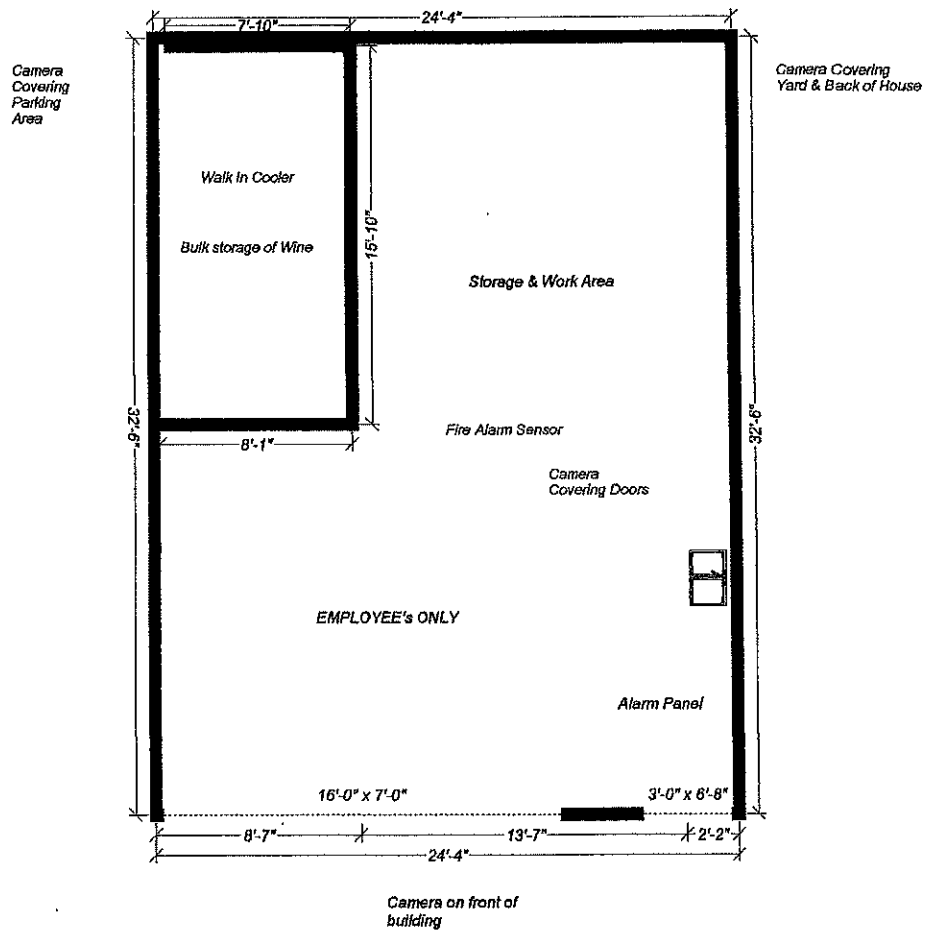 24'-4"
7'-10"
Camera
Covering
Parking
Area
Camera Covering
Yard & Back of House
Walk In Cooler
Bulk storage of Wine
15'-10"
Storage & Work Area
32'-6"
32'-6"
8'-1"
Fire Alarm Sensor
Camera
Covering Doors
EMPLOYEE's ONLY
Alarm Panel
16'-0" x 7'-0"
3'-0" x 6'-8"
8'-7"
13'-7"
2'-2"
24'-4"
Camera on front of
building